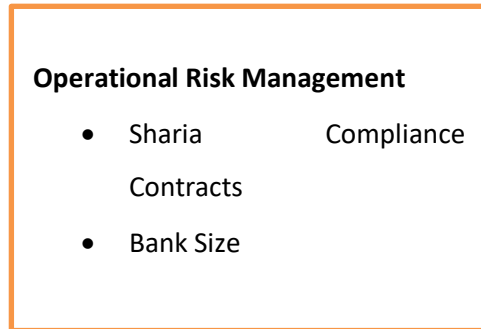 Operational Risk Management
• Sharia Compliance
Contracts
• Bank Size